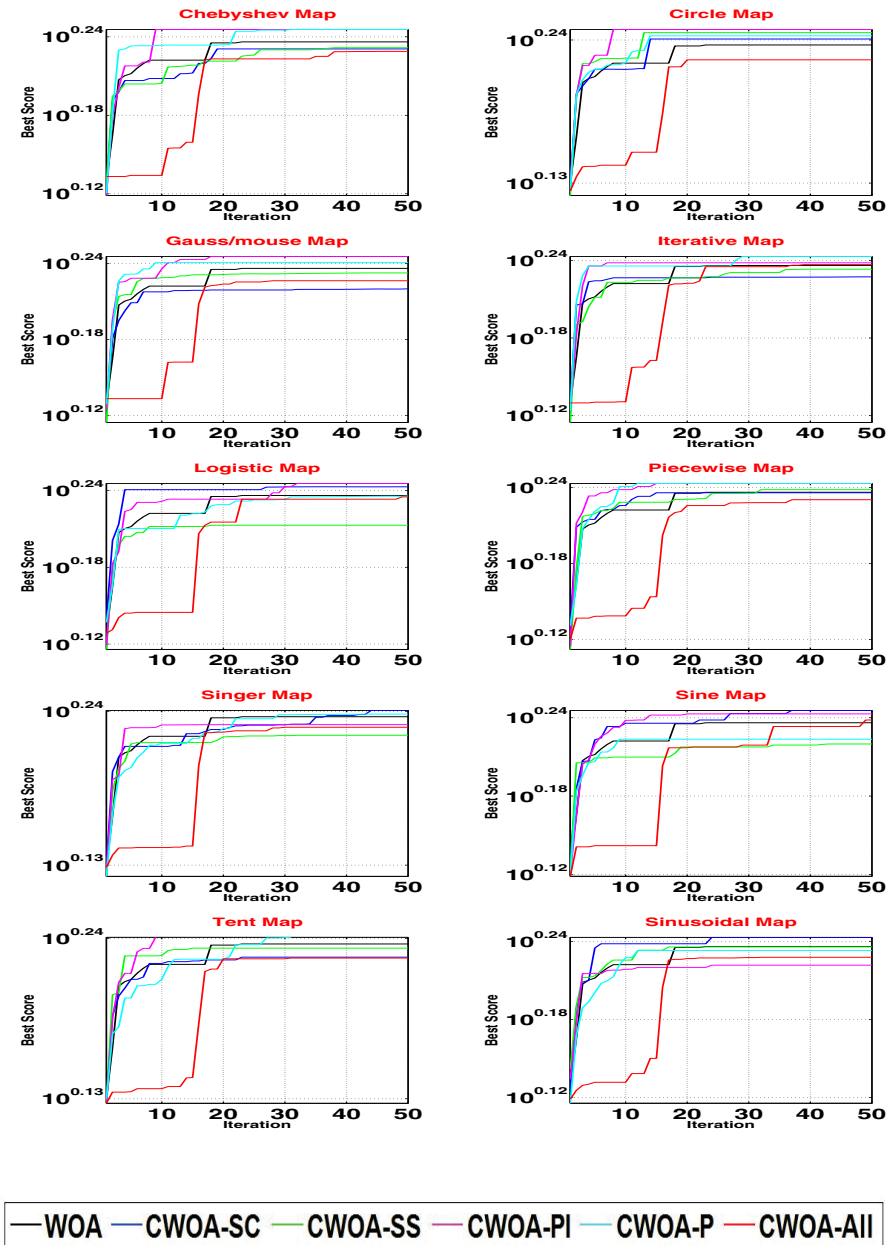 Chebyshev Map
Best Score
10^0.24
10^0.18
10^0.12
10 20 30 40 50
Iteration
Circle Map
Best Score
10^0.24
10^0.13
10 20 30 40 50
Iteration
Gauss/mouse Map
Best Score
10^0.24
10^0.18
10^0.12
10 20 30 40 50
Iteration
Iterative Map
Best Score
10^0.24
10^0.18
10^0.12
10 20 30 40 50
Iteration
Logistic Map
Best Score
10^0.24
10^0.18
10^0.12
10 20 30 40 50
Iteration
Piecewise Map
Best Score
10^0.24
10^0.18
10^0.12
10 20 30 40 50
Iteration
Singer Map
Best Score
10^0.24
10^0.13
10 20 30 40 50
Iteration
Sine Map
Best Score
10^0.24
10^0.18
10^0.12
10 20 30 40 50
Iteration
Tent Map
Best Score
10^0.24
10^0.13
10 20 30 40 50
Iteration
Sinusoidal Map
Best Score
10^0.24
10^0.18
10^0.12
10 20 30 40 50
Iteration
WOA CWOA-SC CWOA-SS CWOA-PI CWOA-P CWOA-All